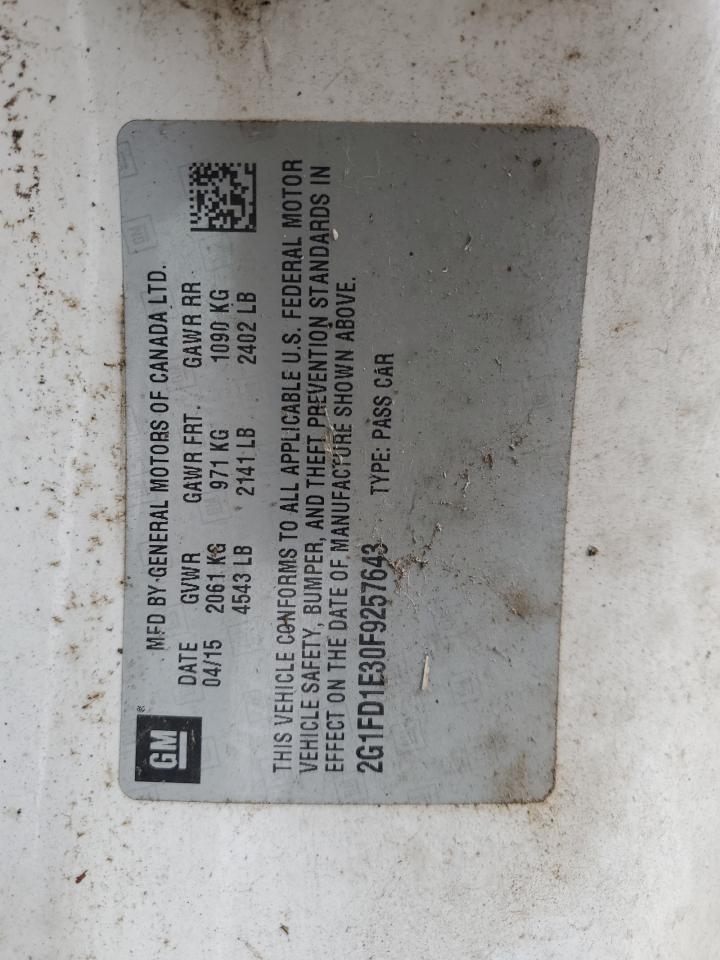 GM ®
MFD BY GENERAL MOTORS OF CANADA LTD.
DATE GVWR GAWR FRT. GAWR RR
04/15 2061 KG 971 KG 1090 KG
4543 LB 2141 LB 2402 LB
THIS VEHICLE CONFORMS TO ALL APPLICABLE U.S. FEDERAL MOTOR
VEHICLE SAFETY, BUMPER, AND THEFT PREVENTION STANDARDS IN
EFFECT ON THE DATE OF MANUFACTURE SHOWN ABOVE.
2G1FD1E30F9257643 TYPE: PASS CAR